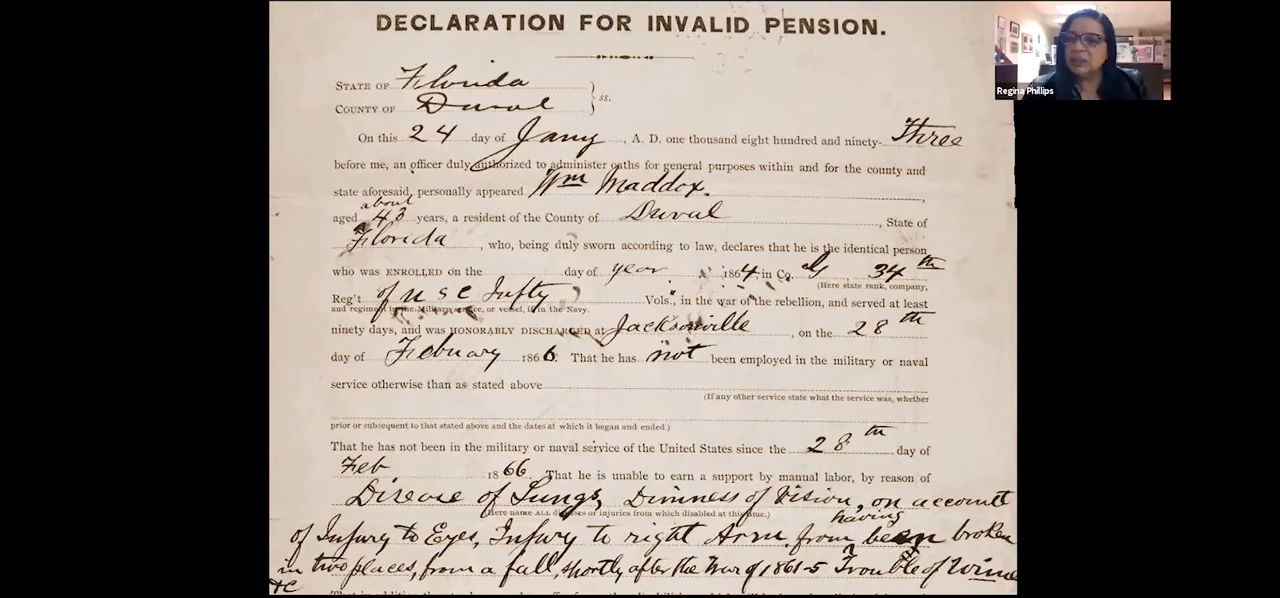 DECLARATION FOR INVALID PENSION.
Regina Phillips
STATE OF Florida
COUNTY OF Duval } ss.
On this 24 day of Jany, A. D. one thousand eight hundred and ninety-Three
before me, an officer duly authorized to administer oaths for general purposes within and for the county and
state aforesaid, personally appeared Wm Maddox.
about
aged 43 years, a resident of the County of Duval, State of
Florida, who, being duly sworn according to law, declares that he is the identical person
who was ENROLLED on the day of year 1864, in Co. G 34th
(Here state rank, company,
Reg't of U S C Infty Vols., in the war of the rebellion, and served at least
and regiment in the Military service, or vessel, if in the Navy.
ninety days, and was HONORABLY DISCHARGED at Jacksonville, on the 28th
day of Febuary 1866. That he has not been employed in the military or naval
service otherwise than as stated above
(If any other service state what the service was, whether
prior or subsequent to that stated above and the dates at which it began and ended.)
That he has not been in the military or naval service of the United States since the 28th day of
Feb 1866. That he is unable to earn a support by manual labor, by reason of
Disease of Lungs, Dimness of Vision, on account
(Here name ALL diseases or injuries from which disabled at this time.)
having
of Injury to Eyes, Injury to right Arm from been broken
in two places, from a fall, shortly after the War of 1861-5 Trouble of
&c